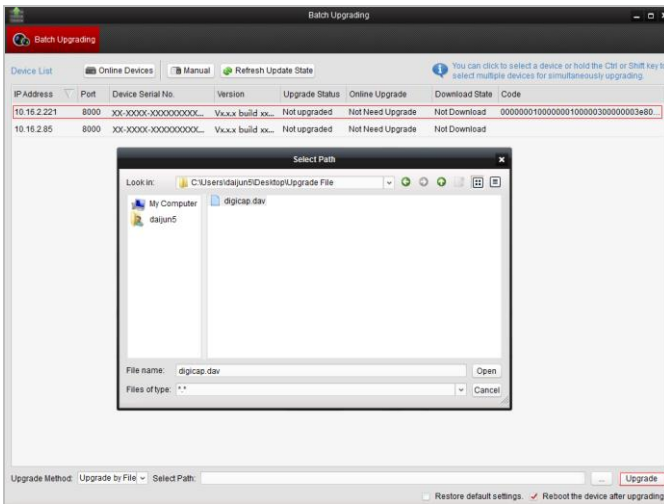 Batch Upgrading
Batch Upgrading
Device List Online Devices Manual Refresh Update State You can click to select a device or hold the Ctrl or Shift key to
select multiple devices for simultaneously upgrading.
IP Address Port Device Serial No. Version Upgrade Status Online Upgrade Download State Code
10.16.2.221 8000 XX-XXXX-XXXXXXXXX... Vx.x.x build xx... Not upgraded Not Need Upgrade Not Download
10.16.2.85 8000 XX-XXXX-XXXXXXXXX... Vx.x.x build xx... Not upgraded Not Need Upgrade Not Download
Select Path
Look in: C:\Users\daijun5\Desktop\Upgrade File
My Computer digicap.dav
daijun5
File name: digicap.dav Open
Files of type: *.* Cancel
Upgrade Method: Upgrade by File Select Path: ... Upgrade
Restore default settings. Reboot the device after upgrading